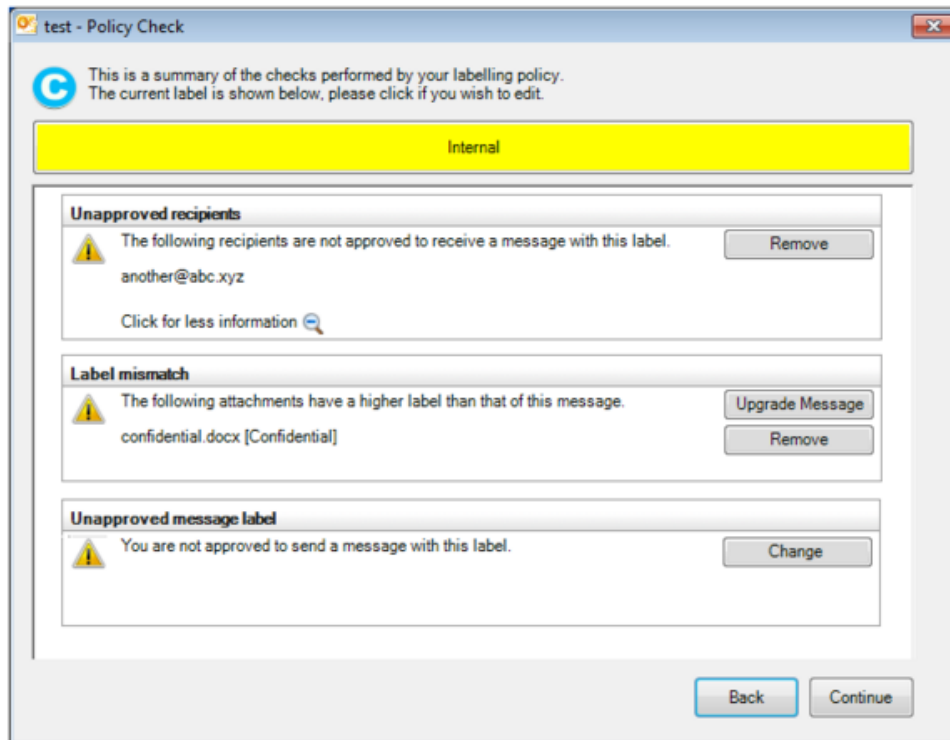 test - Policy Check
This is a summary of the checks performed by your labelling policy.
The current label is shown below, please click if you wish to edit.
Internal
Unapproved recipients
The following recipients are not approved to receive a message with this label.
Remove
another@abc.xyz
Click for less information
Label mismatch
The following attachments have a higher label than that of this message.
Upgrade Message
confidential.docx [Confidential]
Remove
Unapproved message label
You are not approved to send a message with this label.
Change
Back
Continue